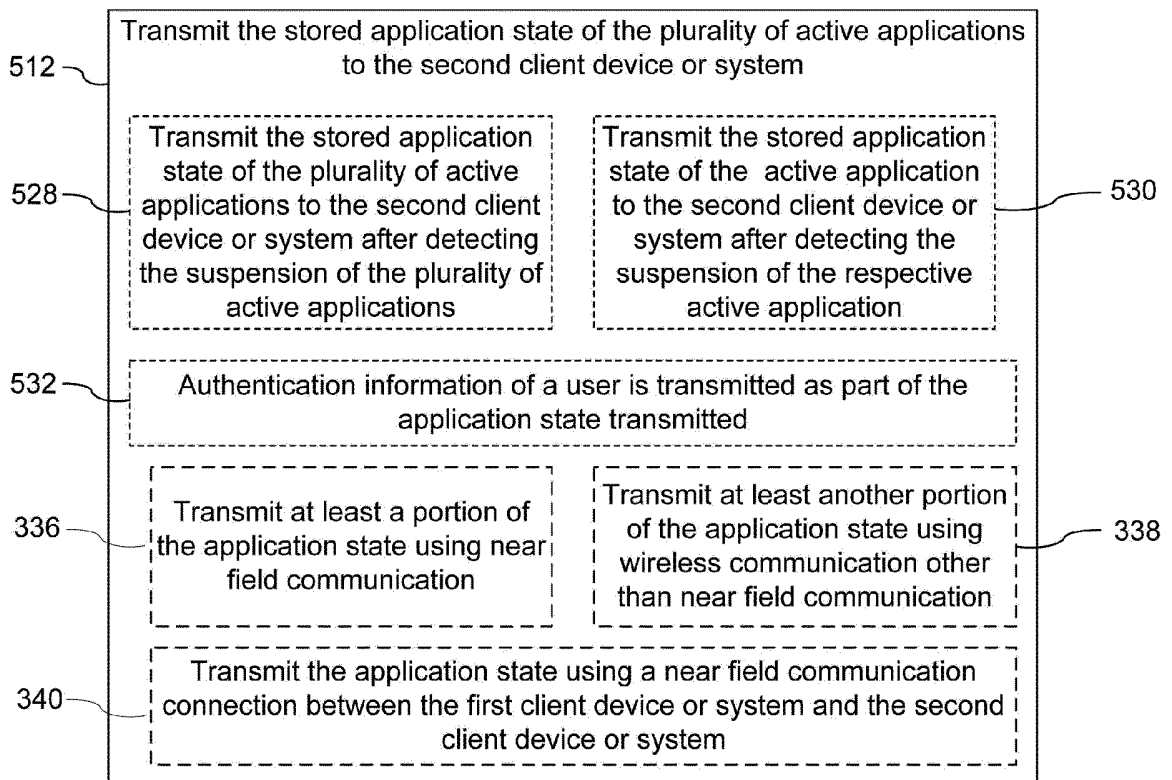 Transmit the stored application state of the plurality of active applications
to the second client device or system
512
Transmit the stored application
state of the plurality of active
applications to the second client
device or system after detecting
the suspension of the plurality of
active applications
528
Transmit the stored application
state of the active application
to the second client device or
system after detecting the
suspension of the respective
active application
530
532
Authentication information of a user is transmitted as part of the
application state transmitted
336
Transmit at least a portion of
the application state using near
field communication
Transmit at least another portion
of the application state using
wireless communication other
than near field communication
338
340
Transmit the application state using a near field communication
connection between the first client device or system and the second
client device or system